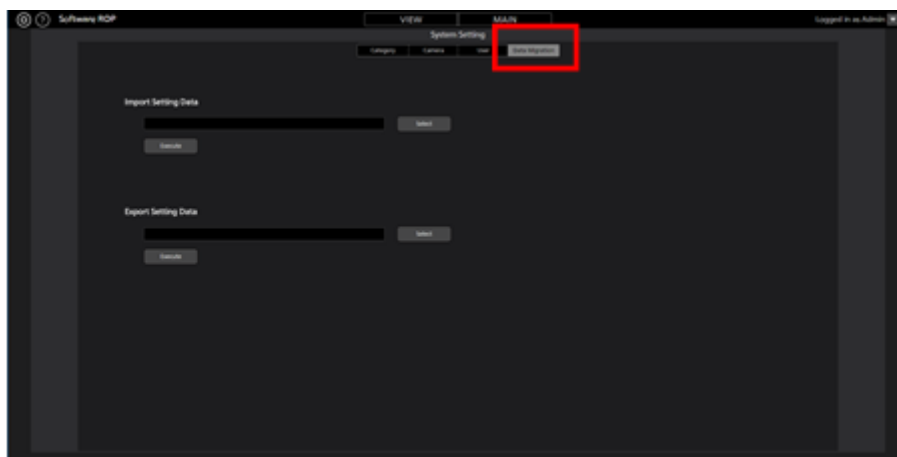 Software ROP VIEW MAIN Logged in as Admin
System Setting
Category Camera User Data Migration
Import Setting Data
Select
Execute
Export Setting Data
Select
Execute